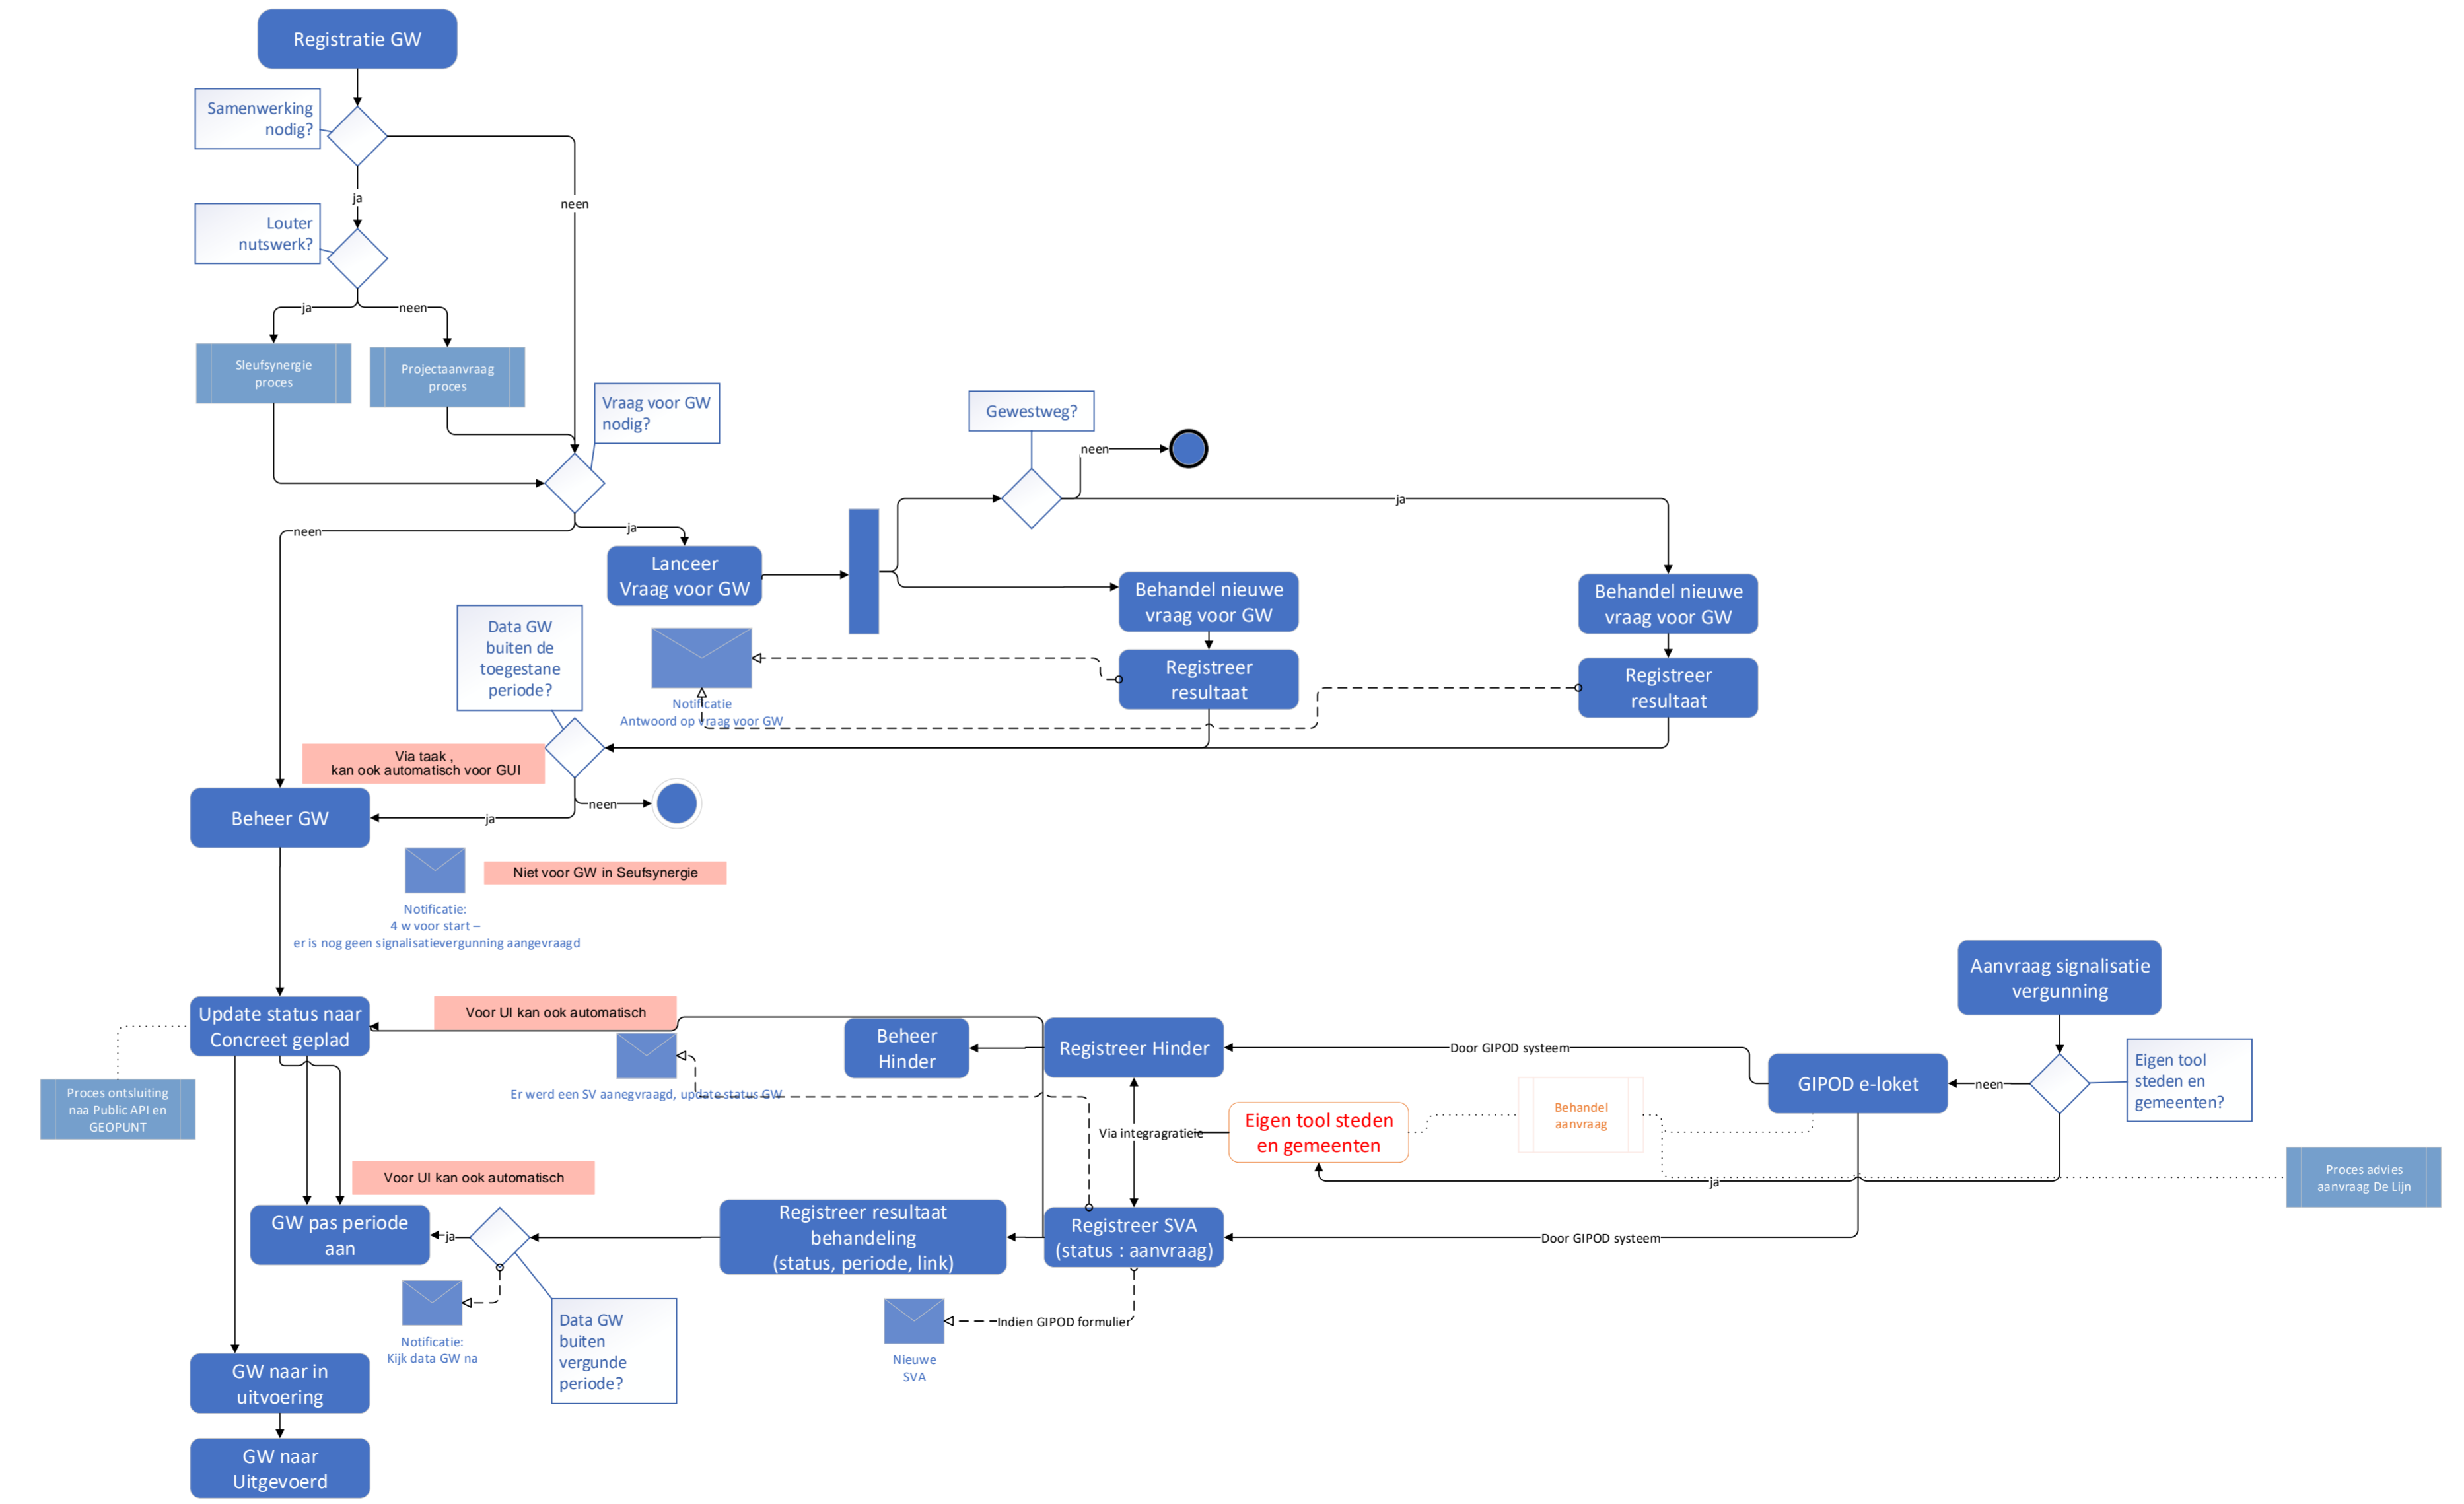 Registratie GW
Samenwerking
nodig?
ja
neen
Louter
nutswerk?
ja
neen
Sleufsynergie
proces
Projectaanvraag
proces
Vraag voor GW
nodig?
Gewestweg?
neen
ja
neen
ja
Lanceer
Vraag voor GW
Behandel nieuwe
vraag voor GW
Behandel nieuwe
vraag voor GW
Data GW
buiten de
toegestane
periode?
Registreer
resultaat
Registreer
resultaat
Notificatie
Antwoord op vraag voor GW
Via taak ,
kan ook automatisch voor GUI
neen
ja
Beheer GW
Niet voor GW in Seufsynergie
Notificatie:
4 w voor start –
er is nog geen signalisatievergunning aangevraagd
Aanvraag signalisatie
vergunning
Update status naar
Concreet geplad
Voor UI kan ook automatisch
Beheer
Hinder
Registreer Hinder
Door GIPOD systeem
GIPOD e-loket
neen
Eigen tool
steden en
gemeenten?
Er werd een SV aanegvraagd, update status GW
Proces ontsluiting
naa Public API en
GEOPUNT
Via integragratieie
Eigen tool steden
en gemeenten
Behandel
aanvraag
Proces advies
aanvraag De Lijn
ja
Voor UI kan ook automatisch
GW pas periode
aan
ja
Registreer resultaat
behandeling
(status, periode, link)
Registreer SVA
(status : aanvraag)
Door GIPOD systeem
Notificatie:
Kijk data GW na
Data GW
buiten
vergunde
periode?
Indien GIPOD formulier
Nieuwe
SVA
GW naar in
uitvoering
GW naar
Uitgevoerd